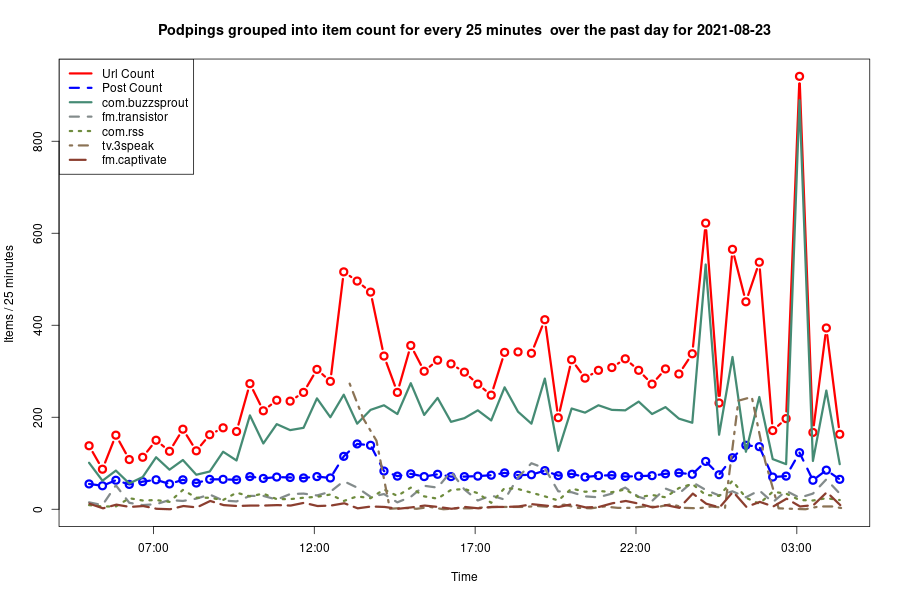 Podpings grouped into item count for every 25 minutes  over the past day for 2021-08-23
Url Count
Post Count
com.buzzsprout
fm.transistor
com.rss
tv.3speak
fm.captivate
Items / 25 minutes
800
600
400
200
0
07:00 12:00 17:00 22:00 03:00
Time